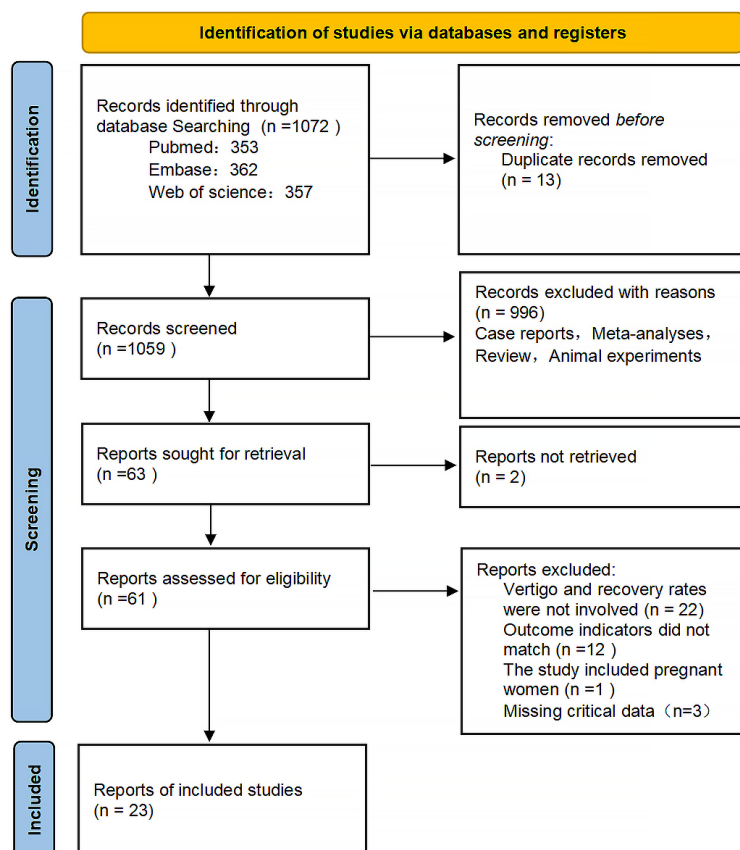 Identification of studies via databases and registers
Identification
Records identified through
database Searching (n =1072 )
Pubmed：353
Embase：362
Web of science：357
Records removed before
screening:
Duplicate records removed
(n = 13)
Screening
Records screened
(n =1059 )
Records excluded with reasons
(n = 996)
Case reports，Meta-analyses，
Review，Animal experiments
Reports sought for retrieval
(n =63 )
Reports not retrieved
(n = 2)
Reports assessed for eligibility
(n =61 )
Reports excluded:
Vertigo and recovery rates
were not involved (n = 22)
Outcome indicators did not
match (n =12 )
The study included pregnant
women (n =1 )
Missing critical data（n=3）
Included
Reports of included studies
(n = 23)